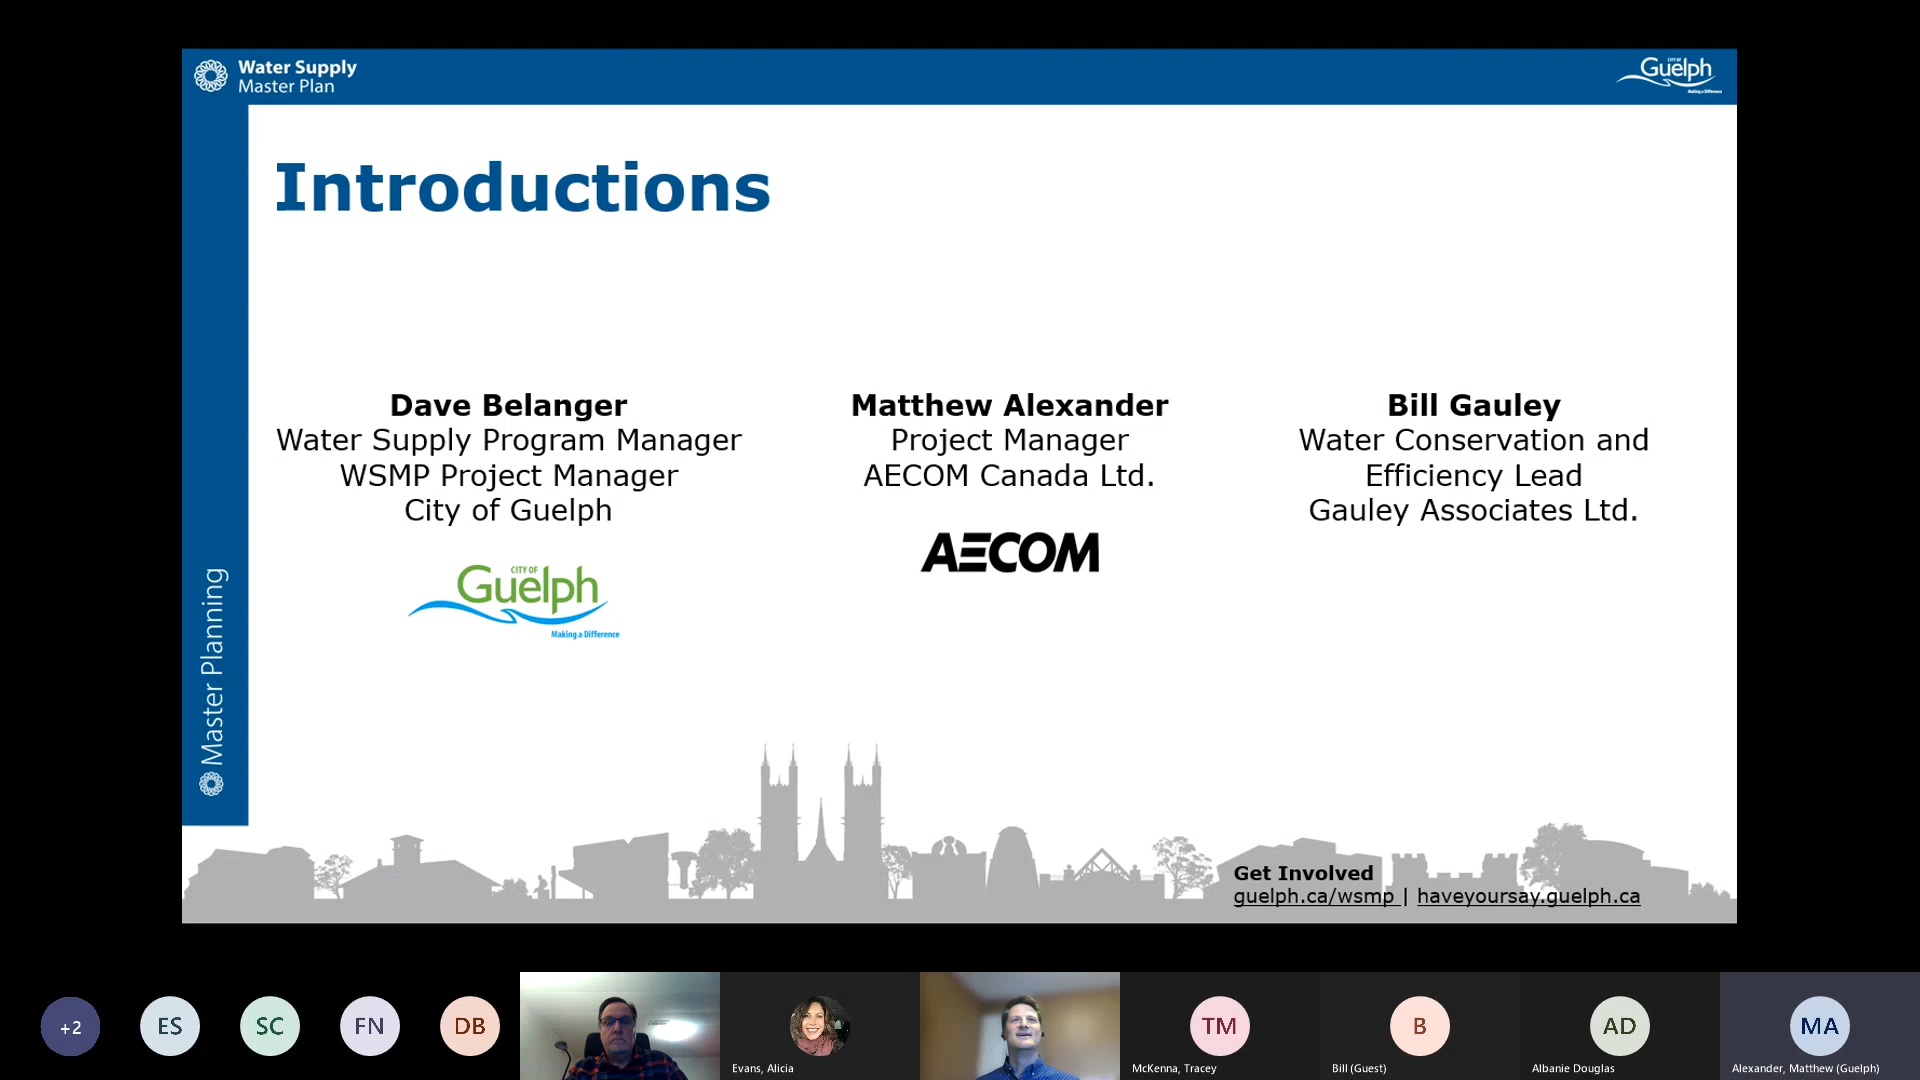 Water Supply
Master Plan
CITY OF
Guelph
Making a Difference
Introductions
Dave Belanger
Water Supply Program Manager
WSMP Project Manager
City of Guelph
CITY OF
Guelph
Making a Difference
Matthew Alexander
Project Manager
AECOM Canada Ltd.
AECOM
Bill Gauley
Water Conservation and
Efficiency Lead
Gauley Associates Ltd.
Master Planning
Get Involved
guelph.ca/wsmp | haveyoursay.guelph.ca
+2
ES
SC
FN
DB
Evans, Alicia
TM
McKenna, Tracey
B
Bill (Guest)
AD
Albanie Douglas
MA
Alexander, Matthew (Guelph)